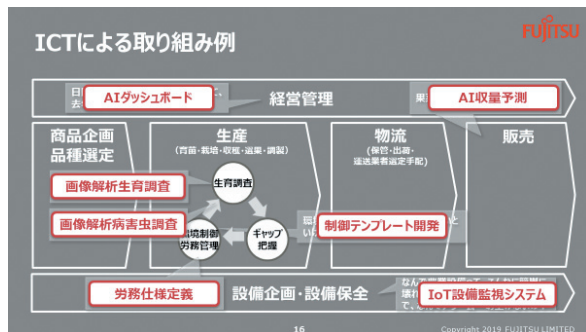 ICTによる取り組み例
FUJITSU
AIダッシュボード
経営管理
AI収量予測
商品企画
品種選定
生産
(育苗・栽培・収穫・選果・調製)
物流
(保管・出荷・
運送業者選定手配)
販売
生育調査
画像解析生育調査
画像解析病害虫調査
環境制御
労務管理
ギャップ
把握
制御テンプレート開発
労務仕様定義
設備企画・設備保全
IoT設備監視システム
16
Copyright 2019 FUJITSU LIMITED